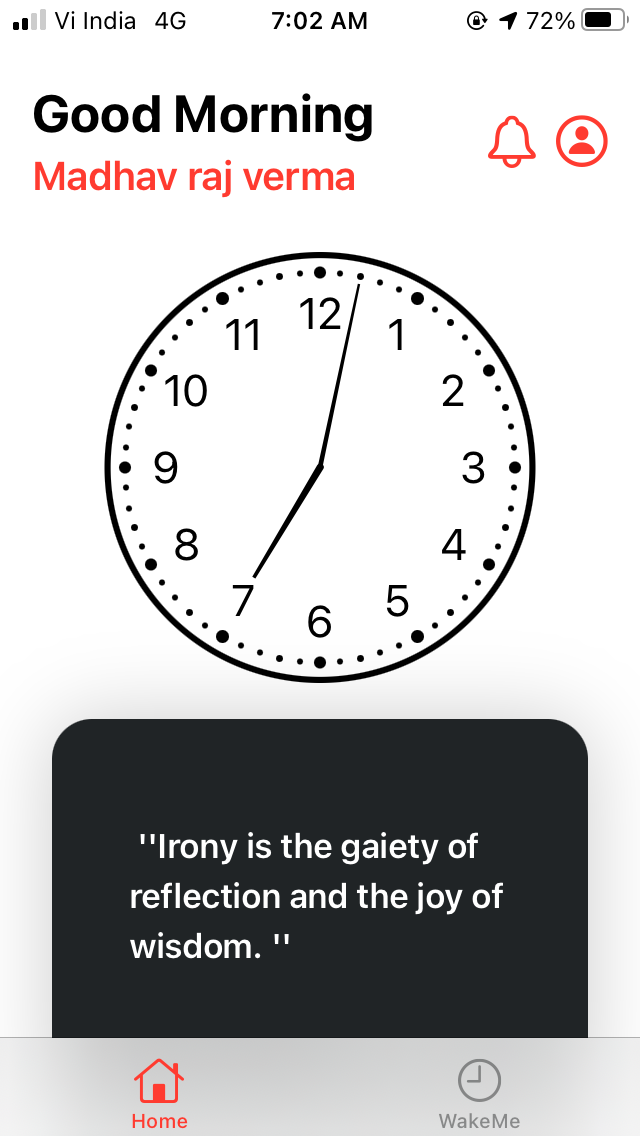 Vi India 4G 7:02 AM 72%
Good Morning
Madhav raj verma
12
11 1
10 2
9 3
8 4
7 5
6
''Irony is the gaiety of
reflection and the joy of
wisdom. ''
Home WakeMe